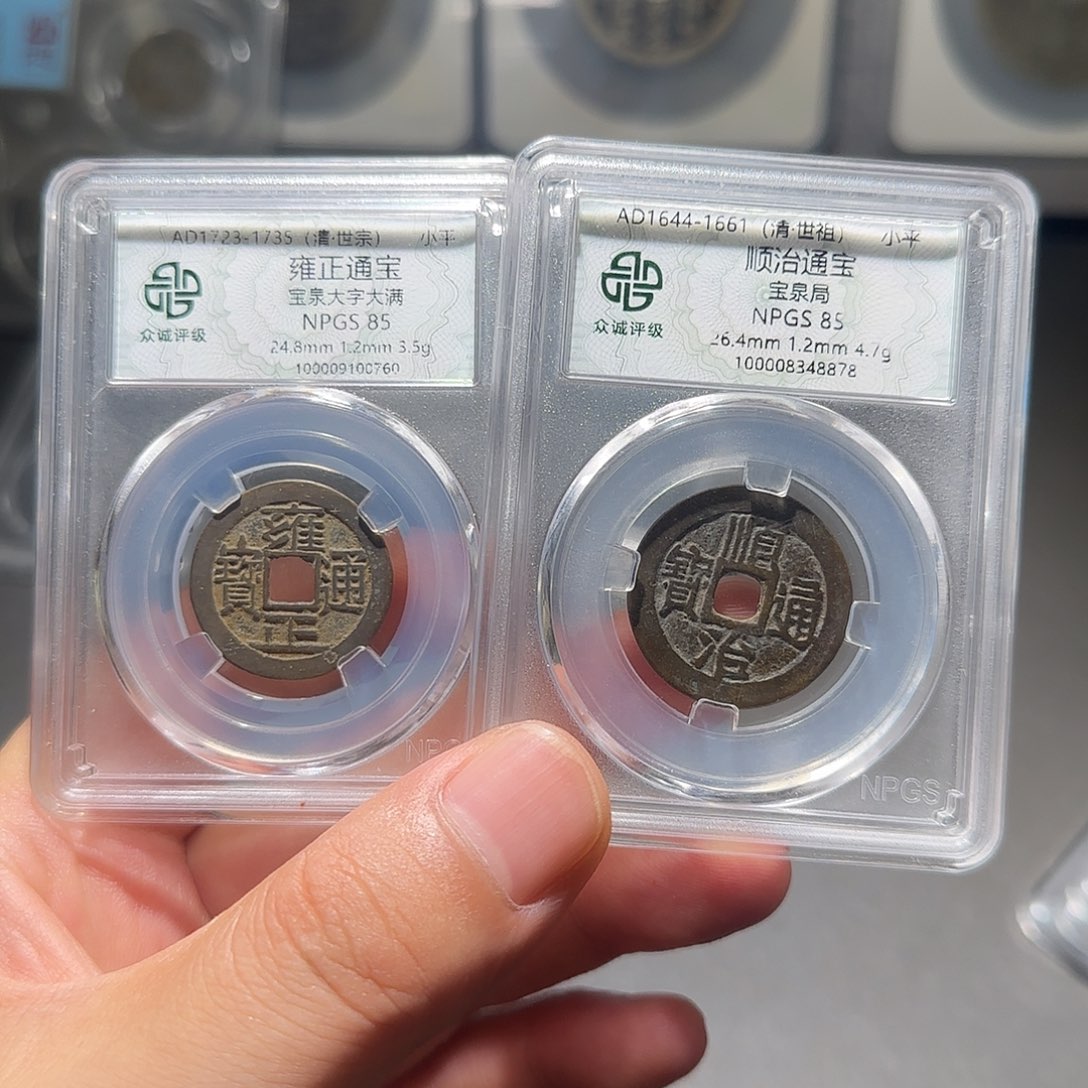 AD1723-1735（清·世宗） 小平
雍正通宝
宝泉大字大满
NPGS 85
24.8mm 1.2mm 3.5g
100009100760
众诚评级
雍正通寶
NPGS
AD1644-1661（清·世祖） 小平
顺治通宝
宝泉局
NPGS 85
26.4mm 1.2mm 4.7g
100008348878
众诚评级
順治通寶
NPGS